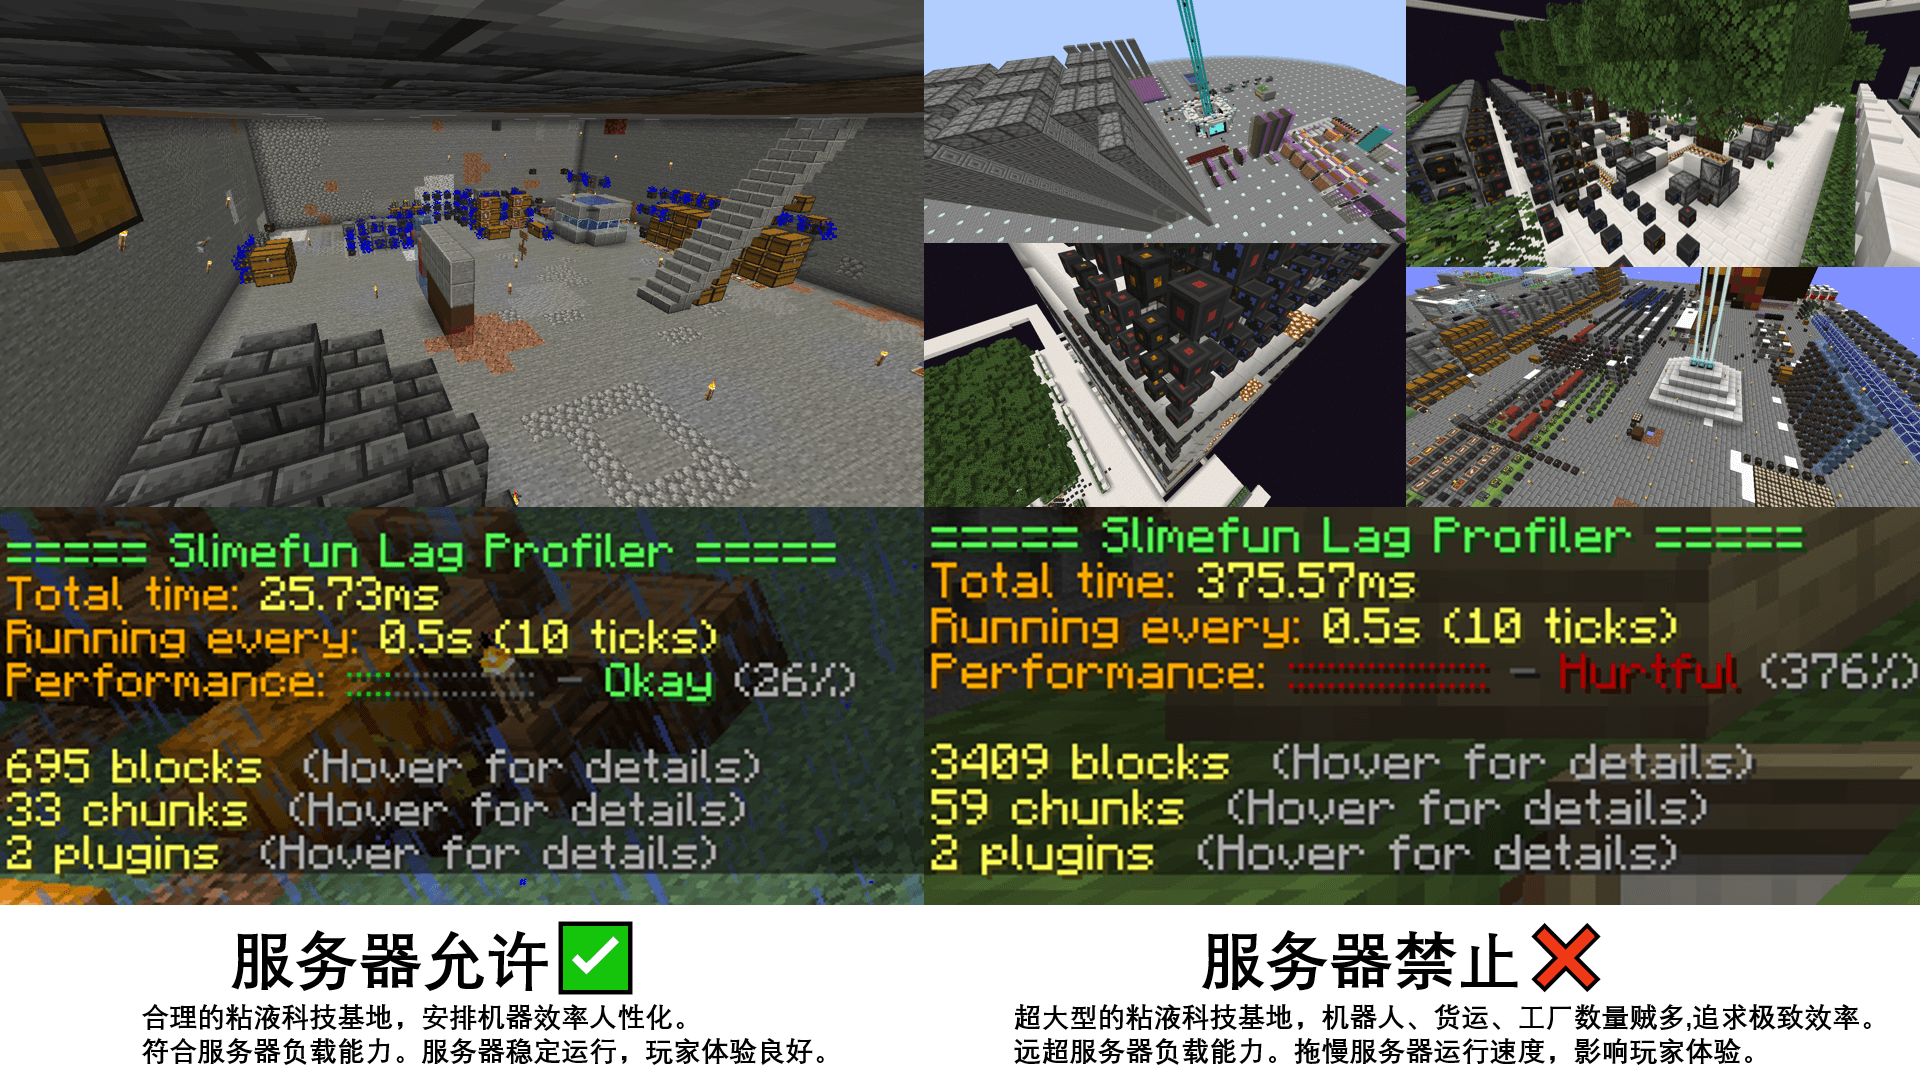 ===== Slimefun Lag Profiler =====
Total time: 25.73ms
Running every: 0.5s (10 ticks)
Performance: :::::::::::::::::::: - Okay (26%)
695 blocks (Hover for details)
33 chunks (Hover for details)
2 plugins (Hover for details)
服务器允许✅
合理的粘液科技基地，安排机器效率人性化。
符合服务器负载能力。服务器稳定运行，玩家体验良好。
===== Slimefun Lag Profiler =====
Total time: 375.57ms
Running every: 0.5s (10 ticks)
Performance: :::::::::::::::::::: - Hurtful (376%)
3409 blocks (Hover for details)
59 chunks (Hover for details)
2 plugins (Hover for details)
服务器禁止❌
超大型的粘液科技基地，机器人、货运、工厂数量贼多,追求极致效率。
远超服务器负载能力。拖慢服务器运行速度，影响玩家体验。